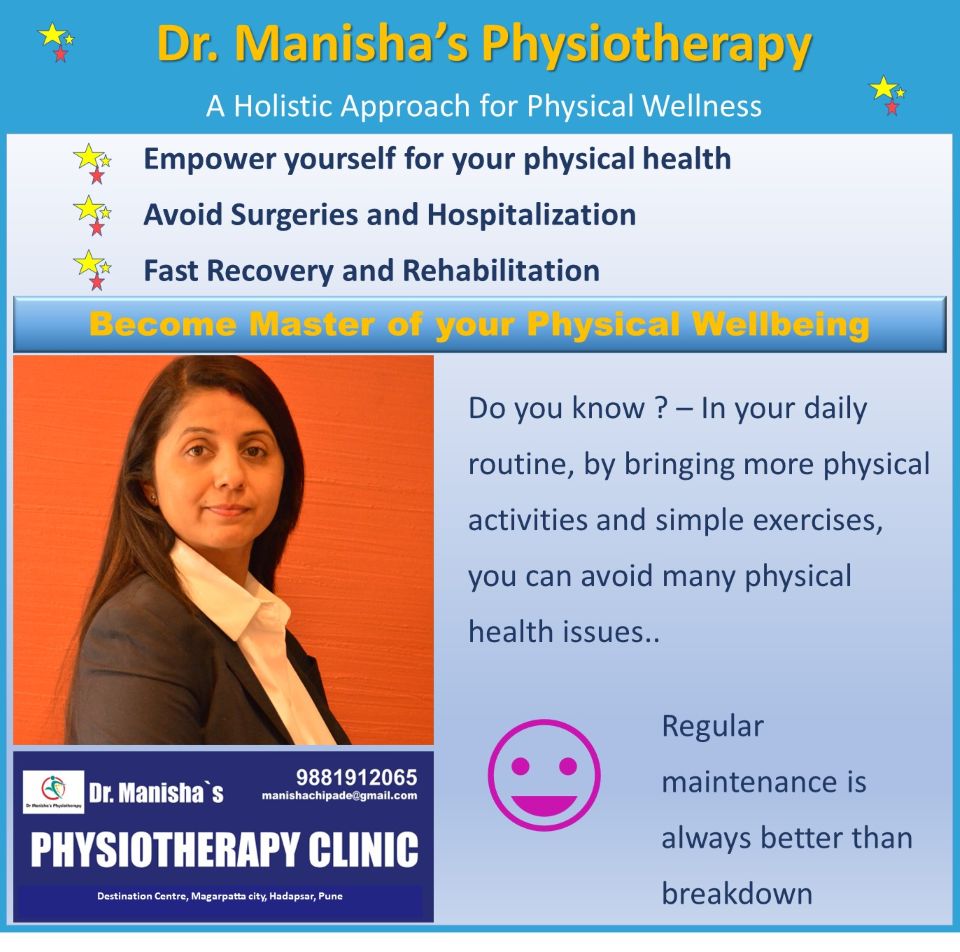 Dr. Manisha’s Physiotherapy
A Holistic Approach for Physical Wellness
Empower yourself for your physical health
Avoid Surgeries and Hospitalization
Fast Recovery and Rehabilitation
Become Master of your Physical Wellbeing
Do you know ? – In your daily
routine, by bringing more physical
activities and simple exercises,
you can avoid many physical
health issues..
Regular
maintenance is
always better than
breakdown
9881912065
manishachipade@gmail.com
Dr Manisha's Physiotherapy
Dr. Manisha`s
PHYSIOTHERAPY CLINIC
Destination Centre, Magarpatta city, Hadapsar, Pune